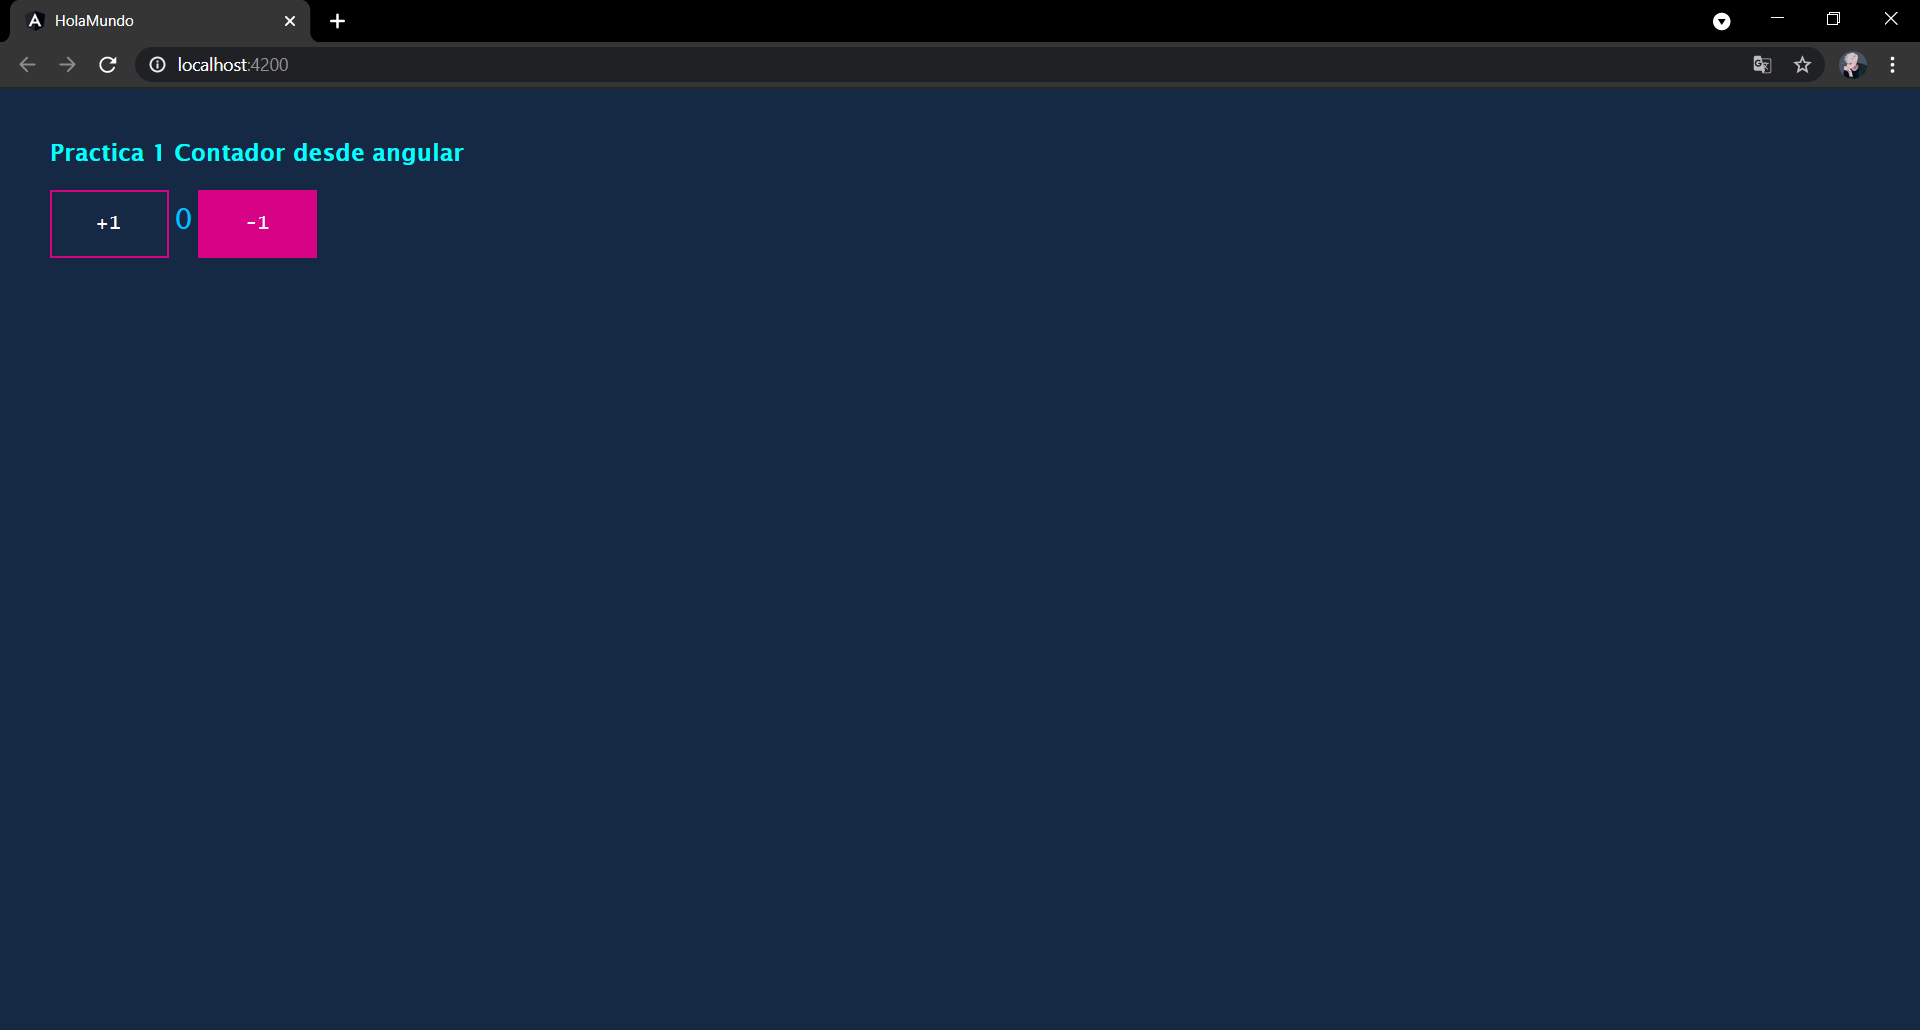 HolaMundo
localhost:4200
Practica 1 Contador desde angular
+1 0 -1